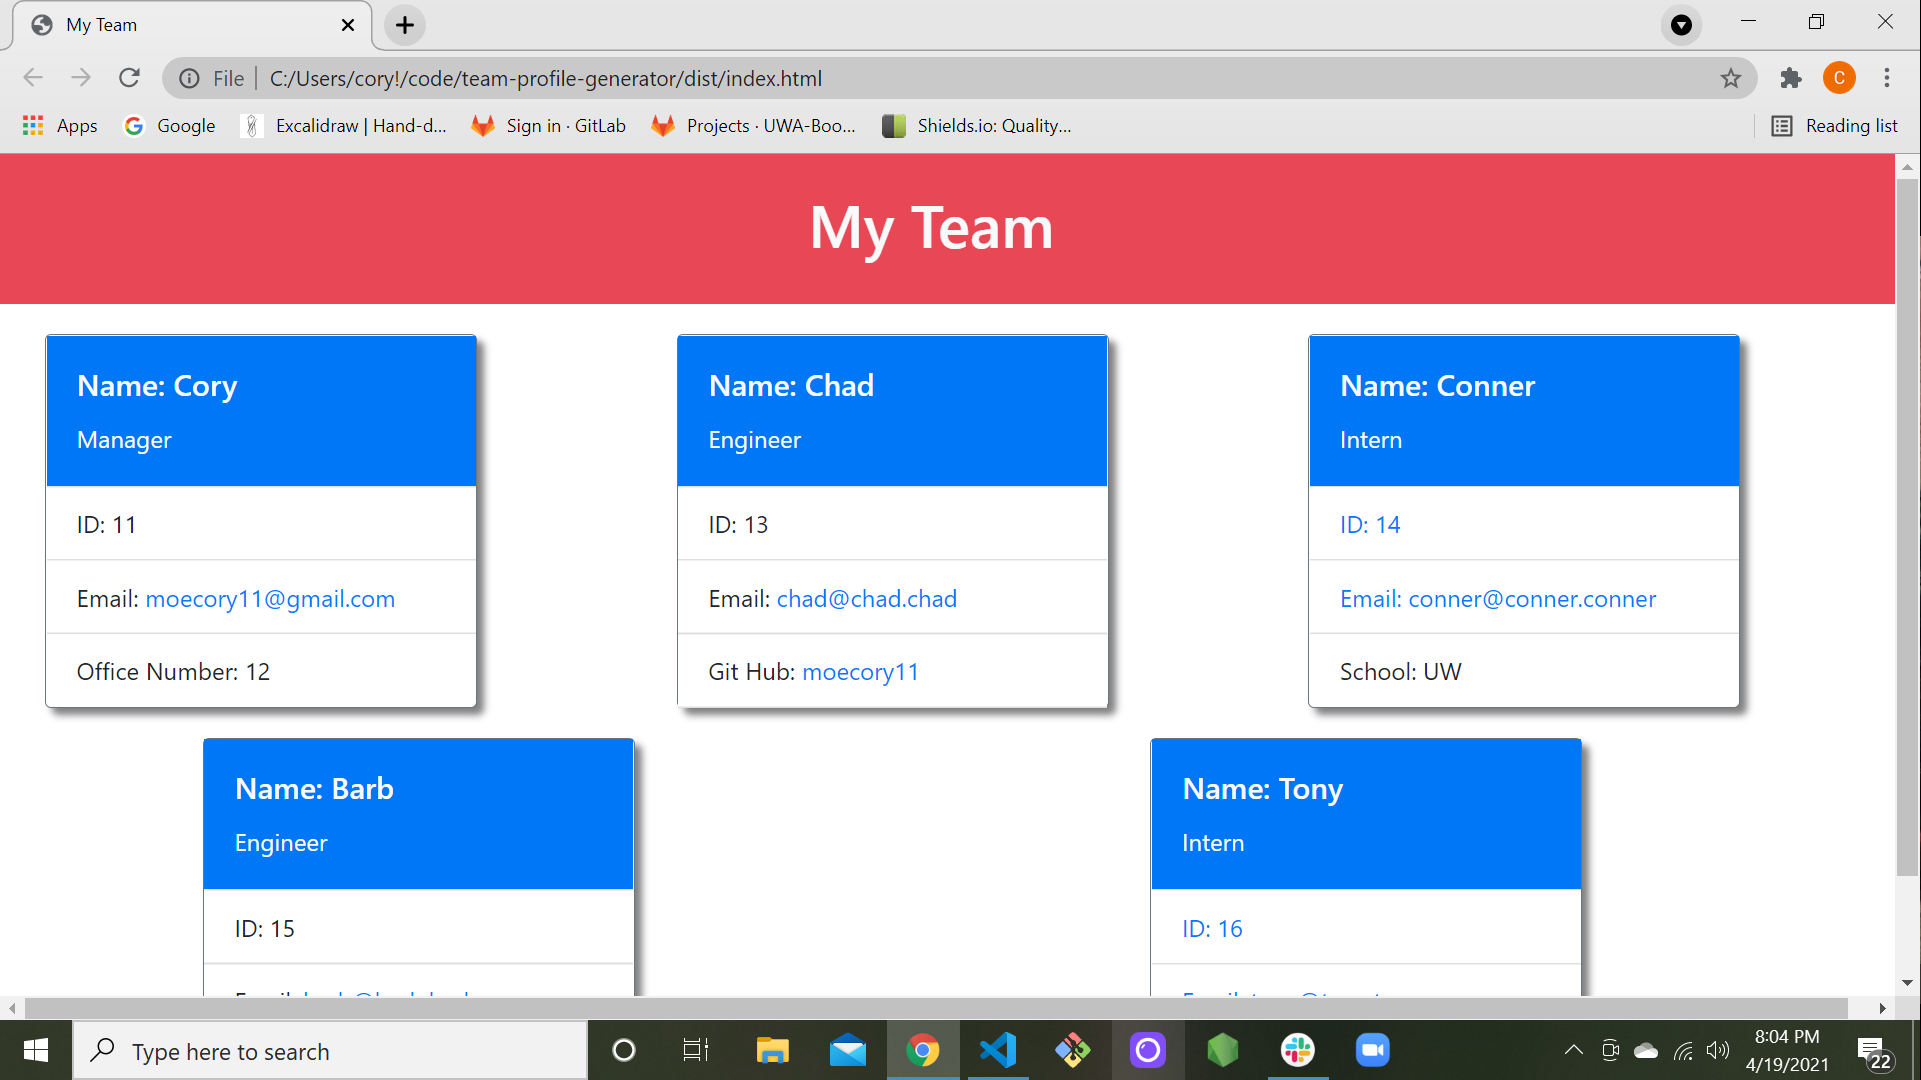 My Team
File C:/Users/cory!/code/team-profile-generator/dist/index.html
C
Apps Google Excalidraw | Hand-d... Sign in · GitLab Projects · UWA-Boo... Shields.io: Quality... Reading list
My Team
Name: Cory
Manager
ID: 11
Email: moecory11@gmail.com
Office Number: 12
Name: Chad
Engineer
ID: 13
Email: chad@chad.chad
Git Hub: moecory11
Name: Conner
Intern
ID: 14
Email: conner@conner.conner
School: UW
Name: Barb
Engineer
ID: 15
Name: Tony
Intern
ID: 16
Type here to search
8:04 PM
4/19/2021
22